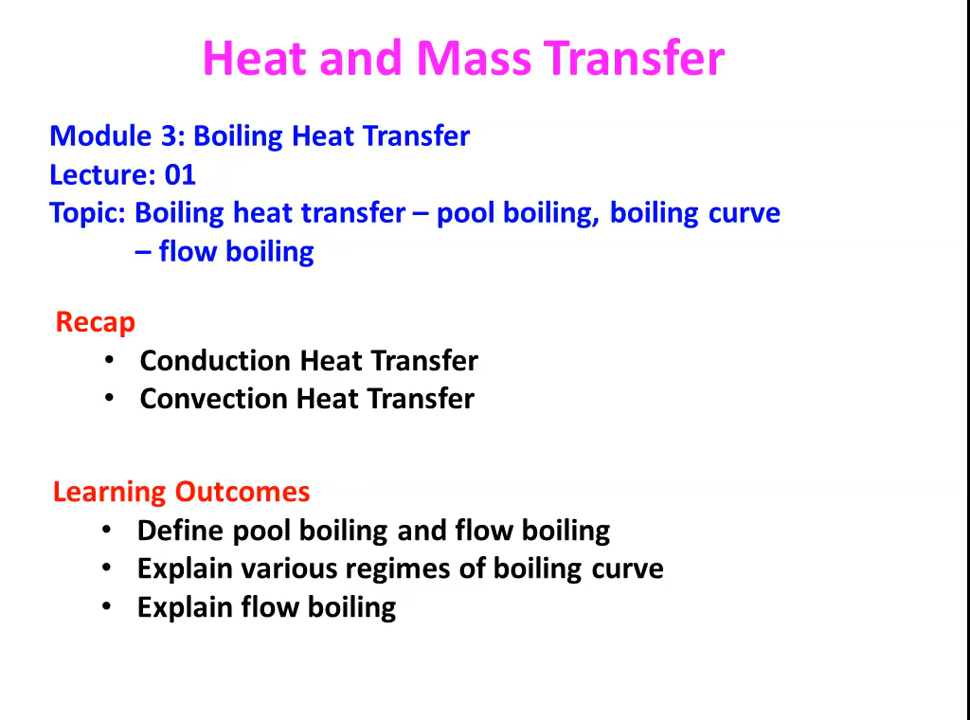 Heat and Mass Transfer
Module 3: Boiling Heat Transfer
Lecture: 01
Topic: Boiling heat transfer – pool boiling, boiling curve
– flow boiling
Recap
• Conduction Heat Transfer
• Convection Heat Transfer
Learning Outcomes
• Define pool boiling and flow boiling
• Explain various regimes of boiling curve
• Explain flow boiling